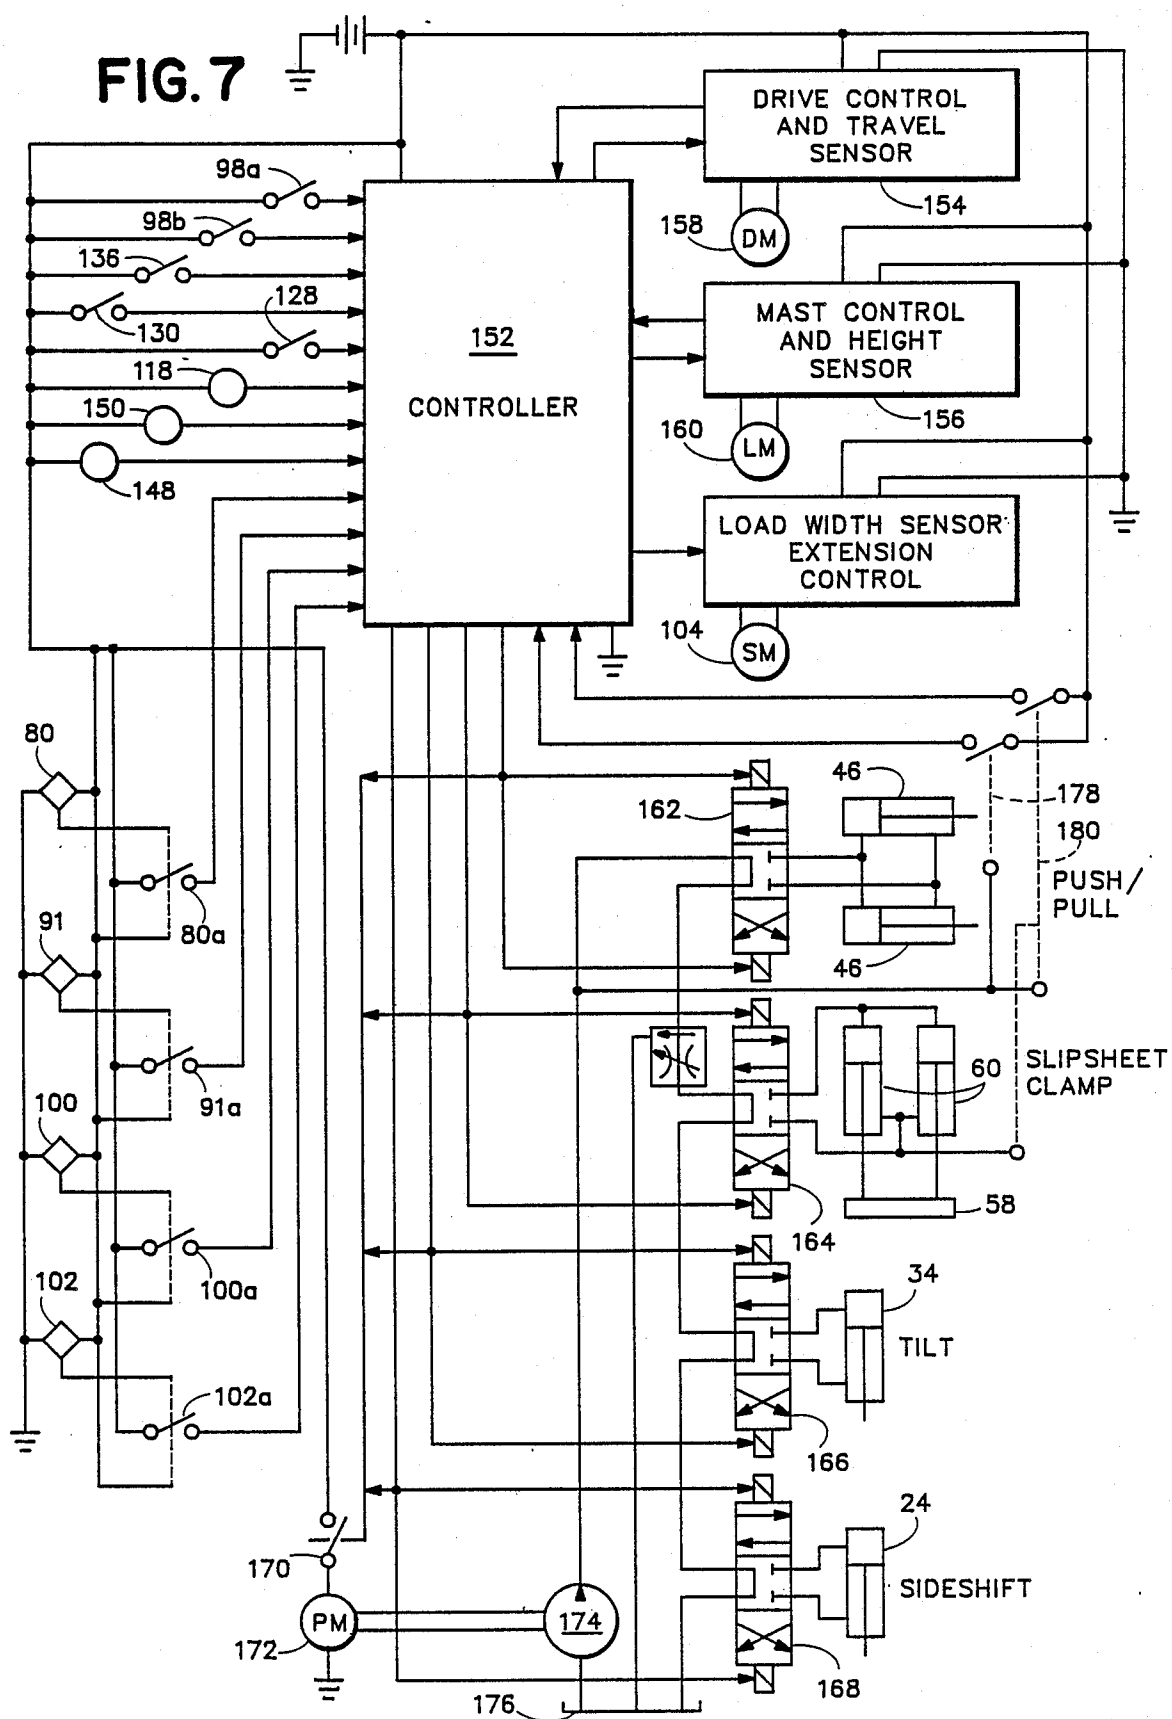 FIG. 7
98a
98b
136
130
128
118
150
148
152
CONTROLLER
DRIVE CONTROL
AND TRAVEL
SENSOR
154
158
DM
MAST CONTROL
AND HEIGHT
SENSOR
156
160
LM
LOAD WIDTH SENSOR
EXTENSION
CONTROL
104
SM
80
80a
91
91a
100
100a
102
102a
162
46
46
178
180
PUSH/
PULL
60
SLIPSHEET
CLAMP
58
164
34
TILT
166
24
SIDESHIFT
168
170
PM
172
174
176